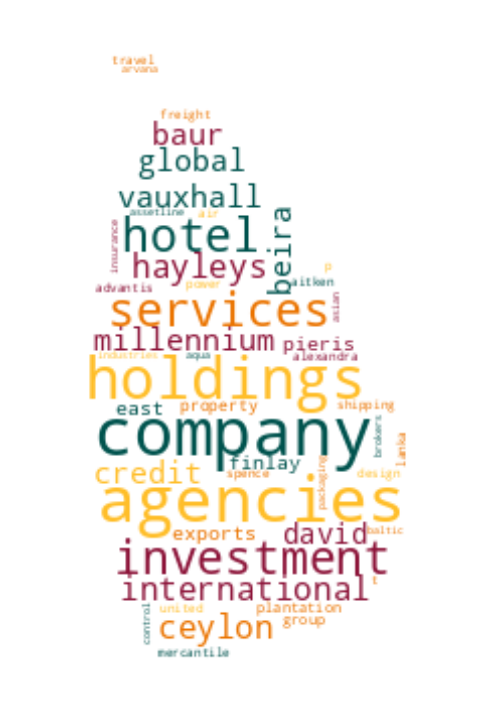 travel
arvana
freight
baur
global
vauxhall
assetline air
hotel
beira
insurance
hayleys
p
advantis power aitken
services
asian
millennium pieris
industries aqua alexandra
holdings
east property shipping
company
brokers
lanka
finlay
credit spence design
packaging
agencies
exports david baltic
investment
international t
united plantation
control
ceylon group
mercantile